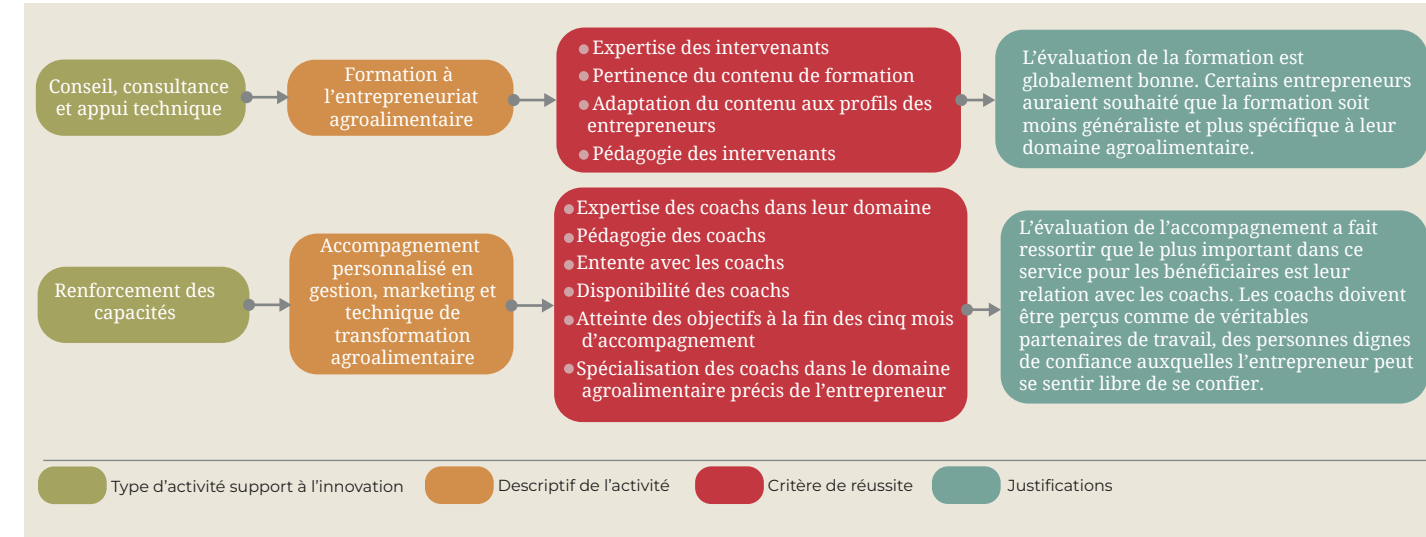 Conseil, consultance
et appui technique
Formation à
l’entrepreneuriat
agroalimentaire
● Expertise des intervenants
● Pertinence du contenu de formation
● Adaptation du contenu aux profils des
entrepreneurs
● Pédagogie des intervenants
L’évaluation de la formation est
globalement bonne. Certains entrepreneurs
auraient souhaité que la formation soit
moins généraliste et plus spécifique à leur
domaine agroalimentaire.
Renforcement des
capacités
Accompagnement
personnalisé en
gestion, marketing et
technique de
transformation
agroalimentaire
● Expertise des coachs dans leur domaine
● Pédagogie des coachs
● Entente avec les coachs
● Disponibilité des coachs
● Atteinte des objectifs à la fin des cinq mois
d’accompagnement
● Spécialisation des coachs dans le domaine
agroalimentaire précis de l’entrepreneur
L’évaluation de l’accompagnement a fait
ressortir que le plus important dans ce
service pour les bénéficiaires est leur
relation avec les coachs. Les coachs doivent
être perçus comme de véritables
partenaires de travail, des personnes dignes
de confiance auxquelles l’entrepreneur peut
se sentir libre de se confier.
Type d’activité support à l’innovation
Descriptif de l’activité
Critère de réussite
Justifications